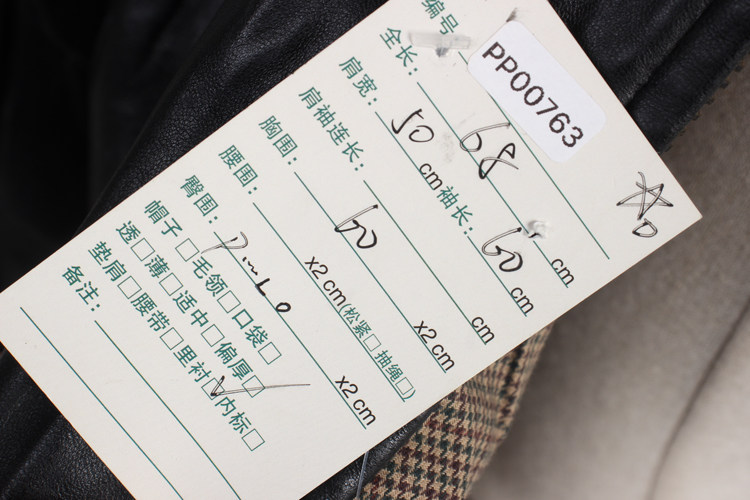 编号:
PP00763
全长: 68 cm
肩宽: 50 cm 袖长: 60 cm
肩袖连长: cm
胸围: 60 x2 cm
腰围: x2 cm(松紧□ 抽绳□)
臀围: x2 cm
帽子□ 毛领□ 口袋□
透□ 薄□ 适中□ 偏厚□
垫肩□ 腰带□ 里衬□ 内标□
备注: